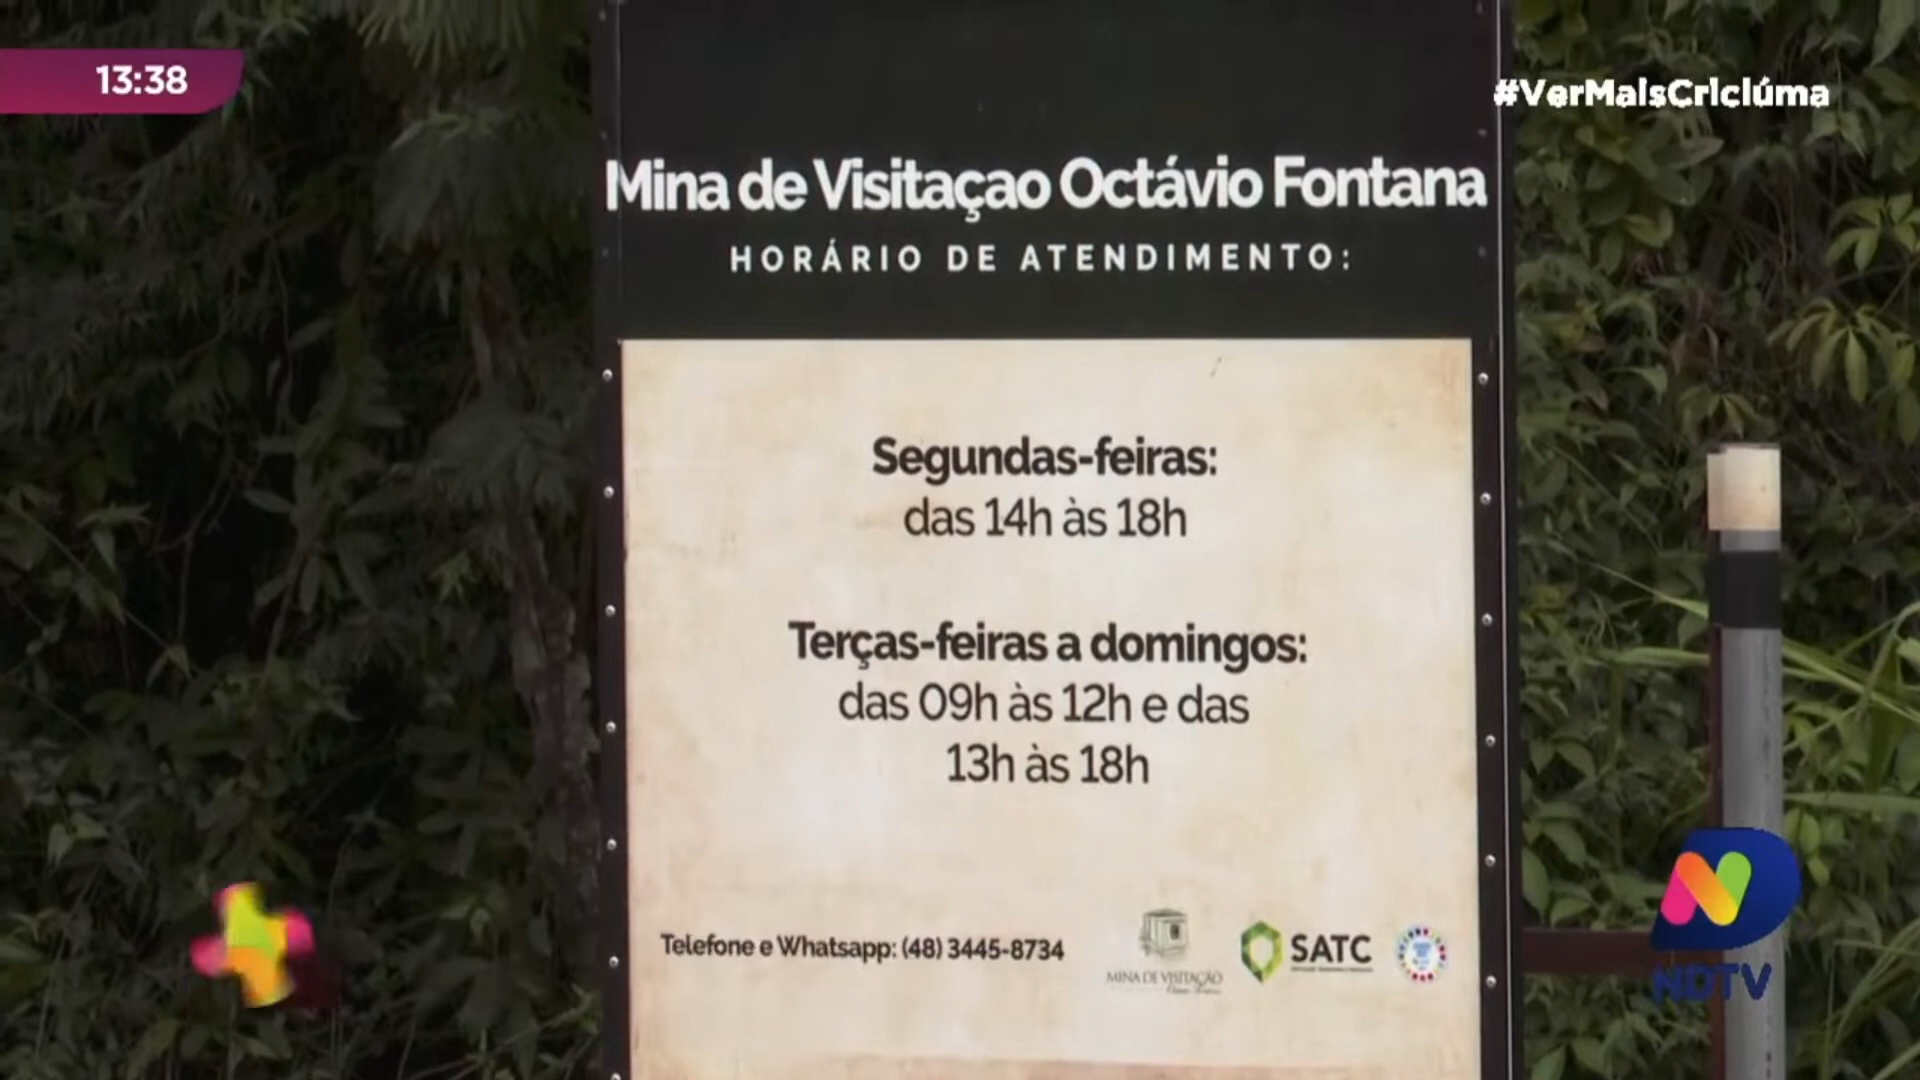 13:38
#VerMaisCriciúma
Mina de Visitaçao Octávio Fontana
HORÁRIO DE ATENDIMENTO:
Segundas-feiras:
das 14h às 18h
Terças-feiras a domingos:
das 09h às 12h e das
13h às 18h
Telefone e Whatsapp: (48) 3445-8734
MINA DE VISITAÇÃO
SATC
NDTV